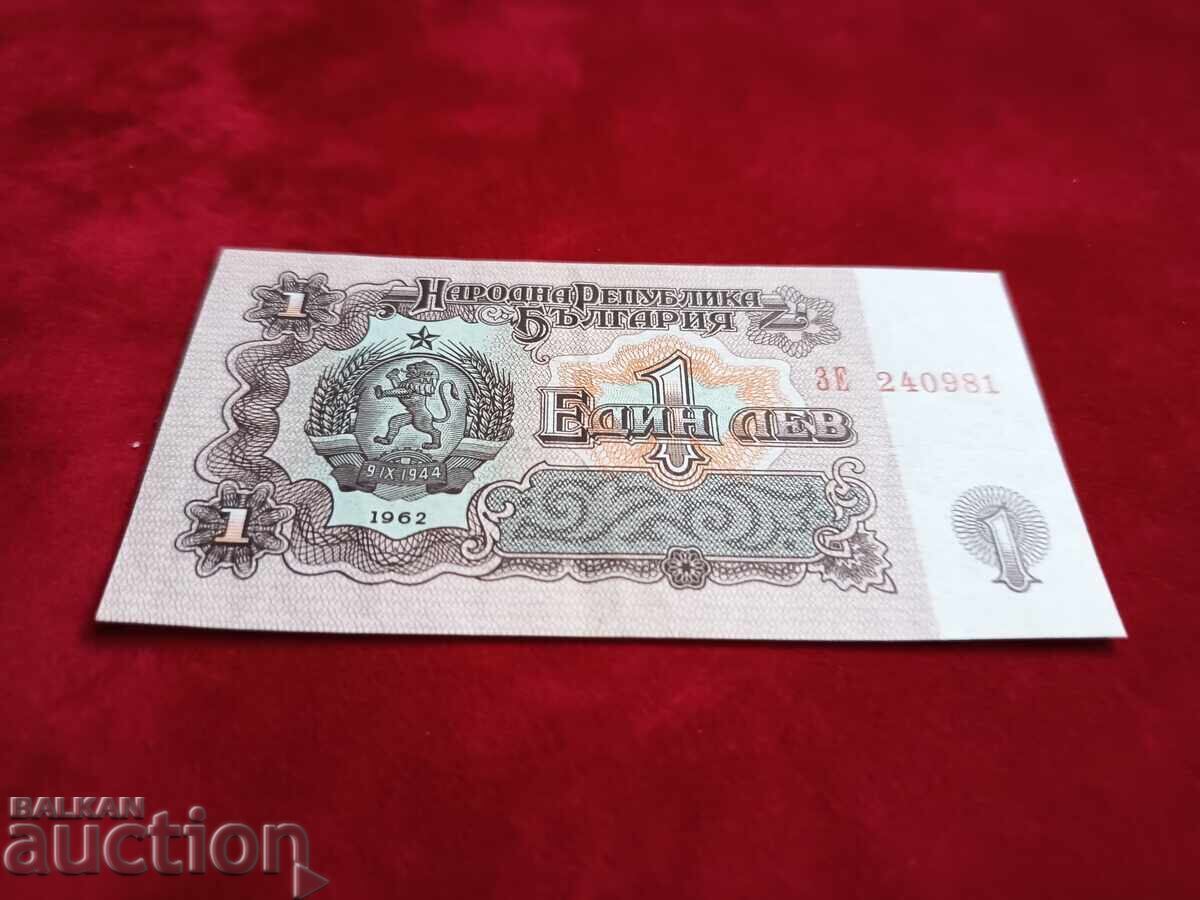 1
НАРОДНА РЕПУБЛИКА
БЪЛГАРИЯ
1
ЕДИН ЛЕВ
ЗЕ 240981
9 IX 1944
1962
1
1
BALKAN
auction